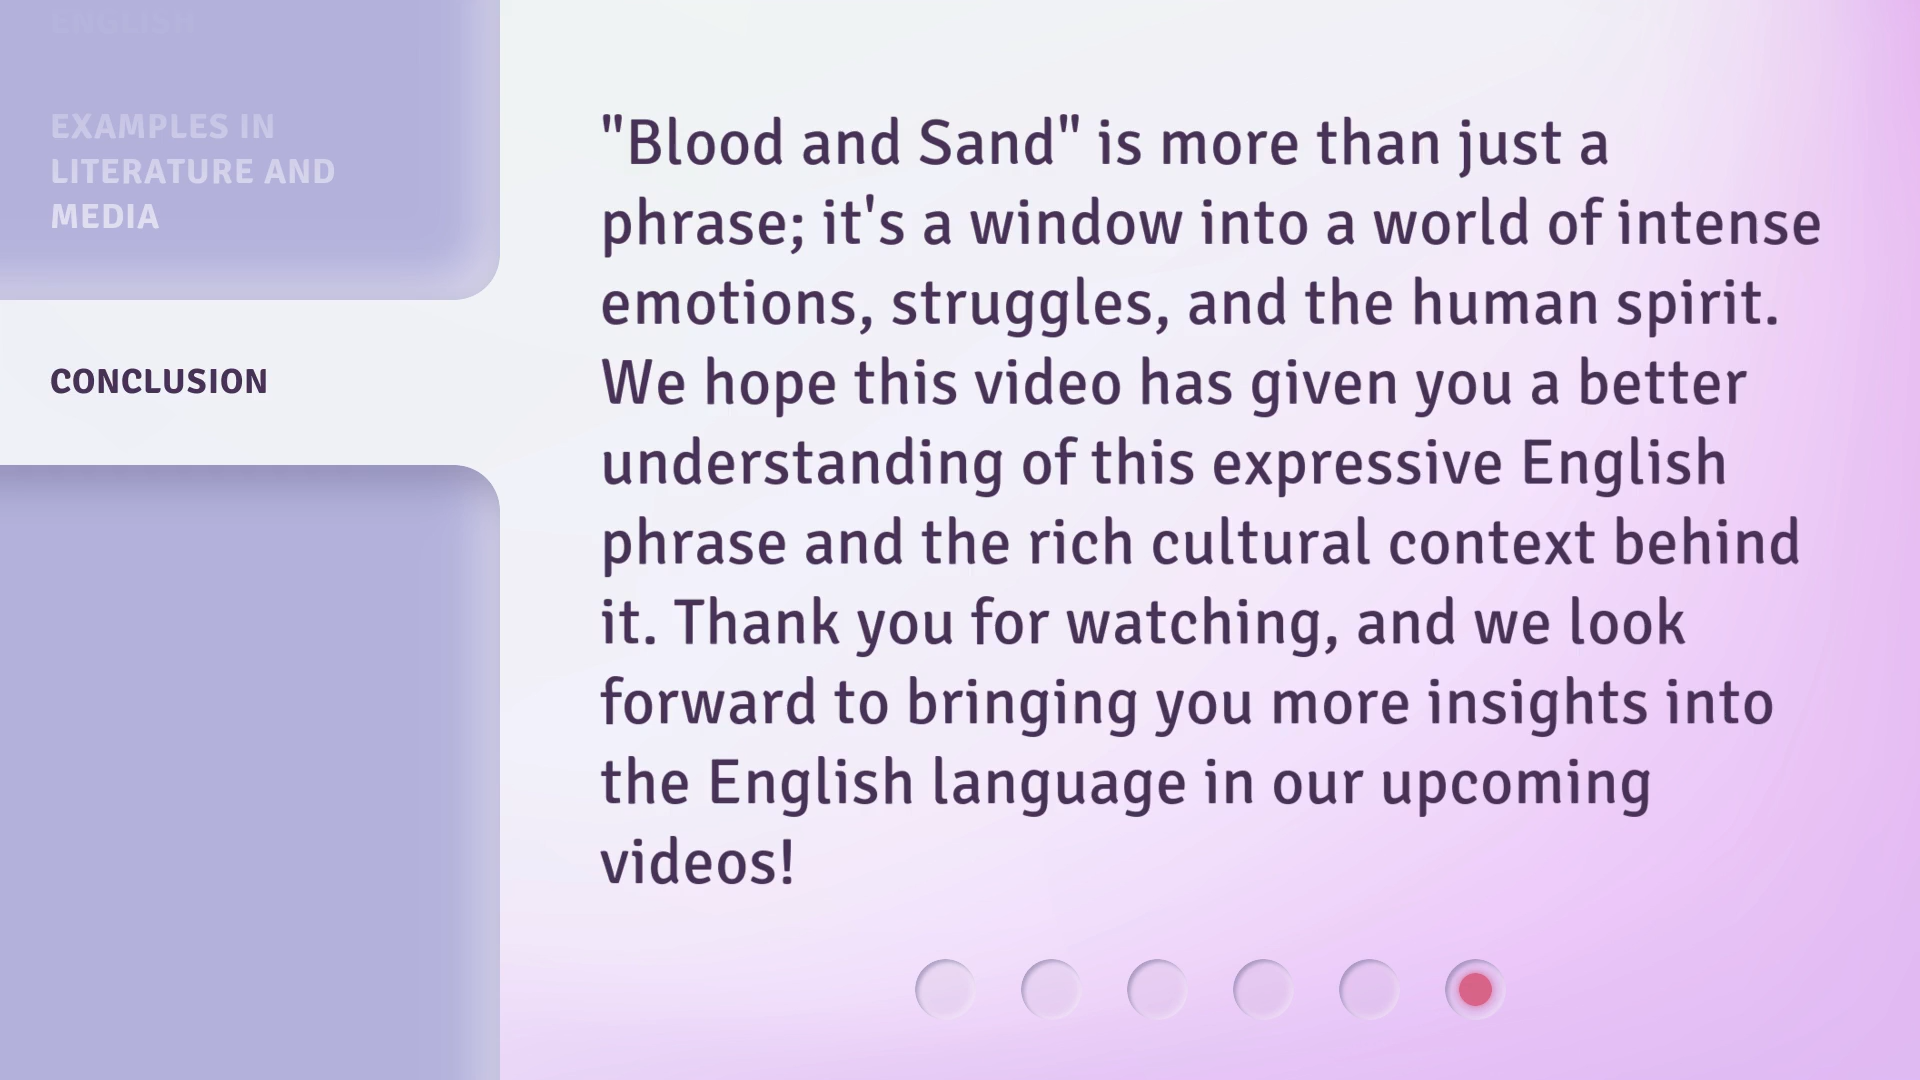 ENGLISH
EXAMPLES IN
LITERATURE AND
MEDIA
CONCLUSION
"Blood and Sand" is more than just a
phrase; it's a window into a world of intense
emotions, struggles, and the human spirit.
We hope this video has given you a better
understanding of this expressive English
phrase and the rich cultural context behind
it. Thank you for watching, and we look
forward to bringing you more insights into
the English language in our upcoming
videos!